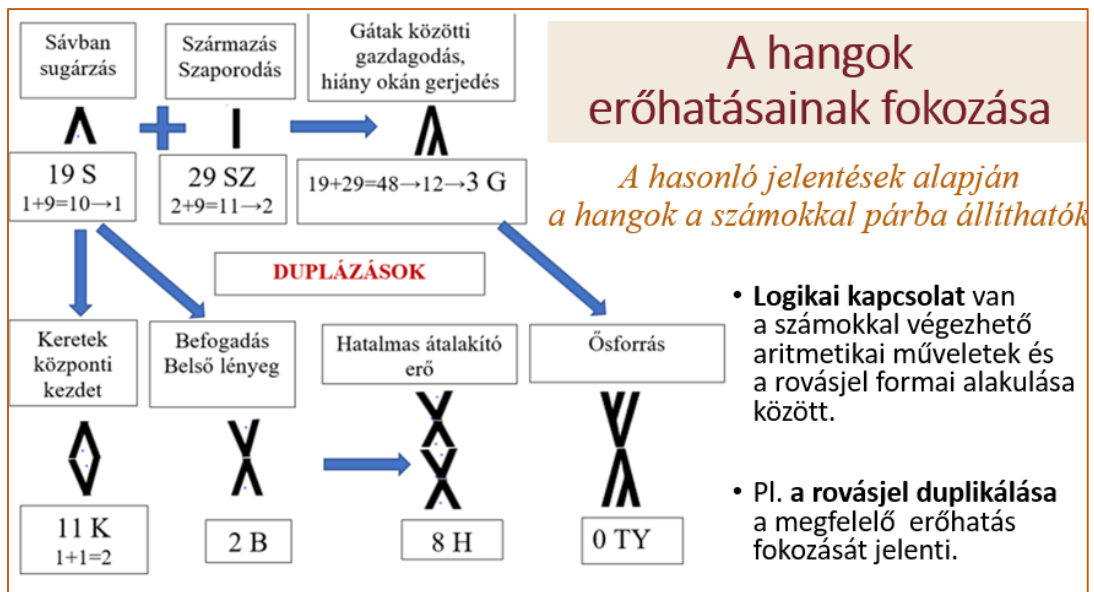 Sávban
sugárzás
Származás
Szaporodás
Gátak közötti
gazdagodás,
hiány okán gerjedés
19 S
1+9=10→1
29 SZ
2+9=11→2
19+29=48→12→3 G
DUPLÁZÁSOK
Keretek
központi
kezdet
Befogadás
Belső lényeg
Hatalmas átalakító
erő
Ősforrás
11 K
1+1=2
2 B
8 H
0 TY
A hangok
erőhatásainak fokozása
A hasonló jelentések alapján
a hangok a számokkal párba állíthatók
• Logikai kapcsolat van
a számokkal végezhető
aritmetikai műveletek és
a rovásjel formai alakulása
között.
• Pl. a rovásjel duplikálása
a megfelelő erőhatás
fokozását jelenti.